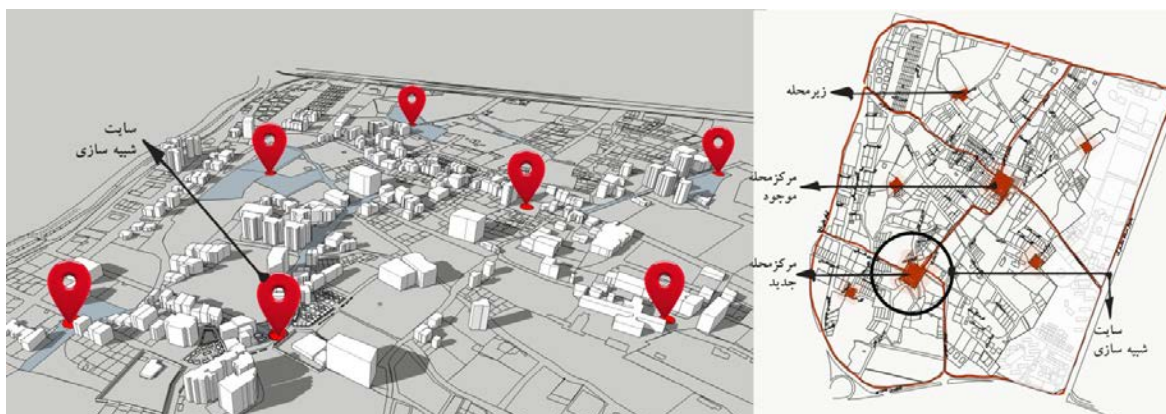 سایت
شبیه سازی
زیرمحله
مرکزمحله
موجود
مرکزمحله
جدید
سایت
شبیه سازی